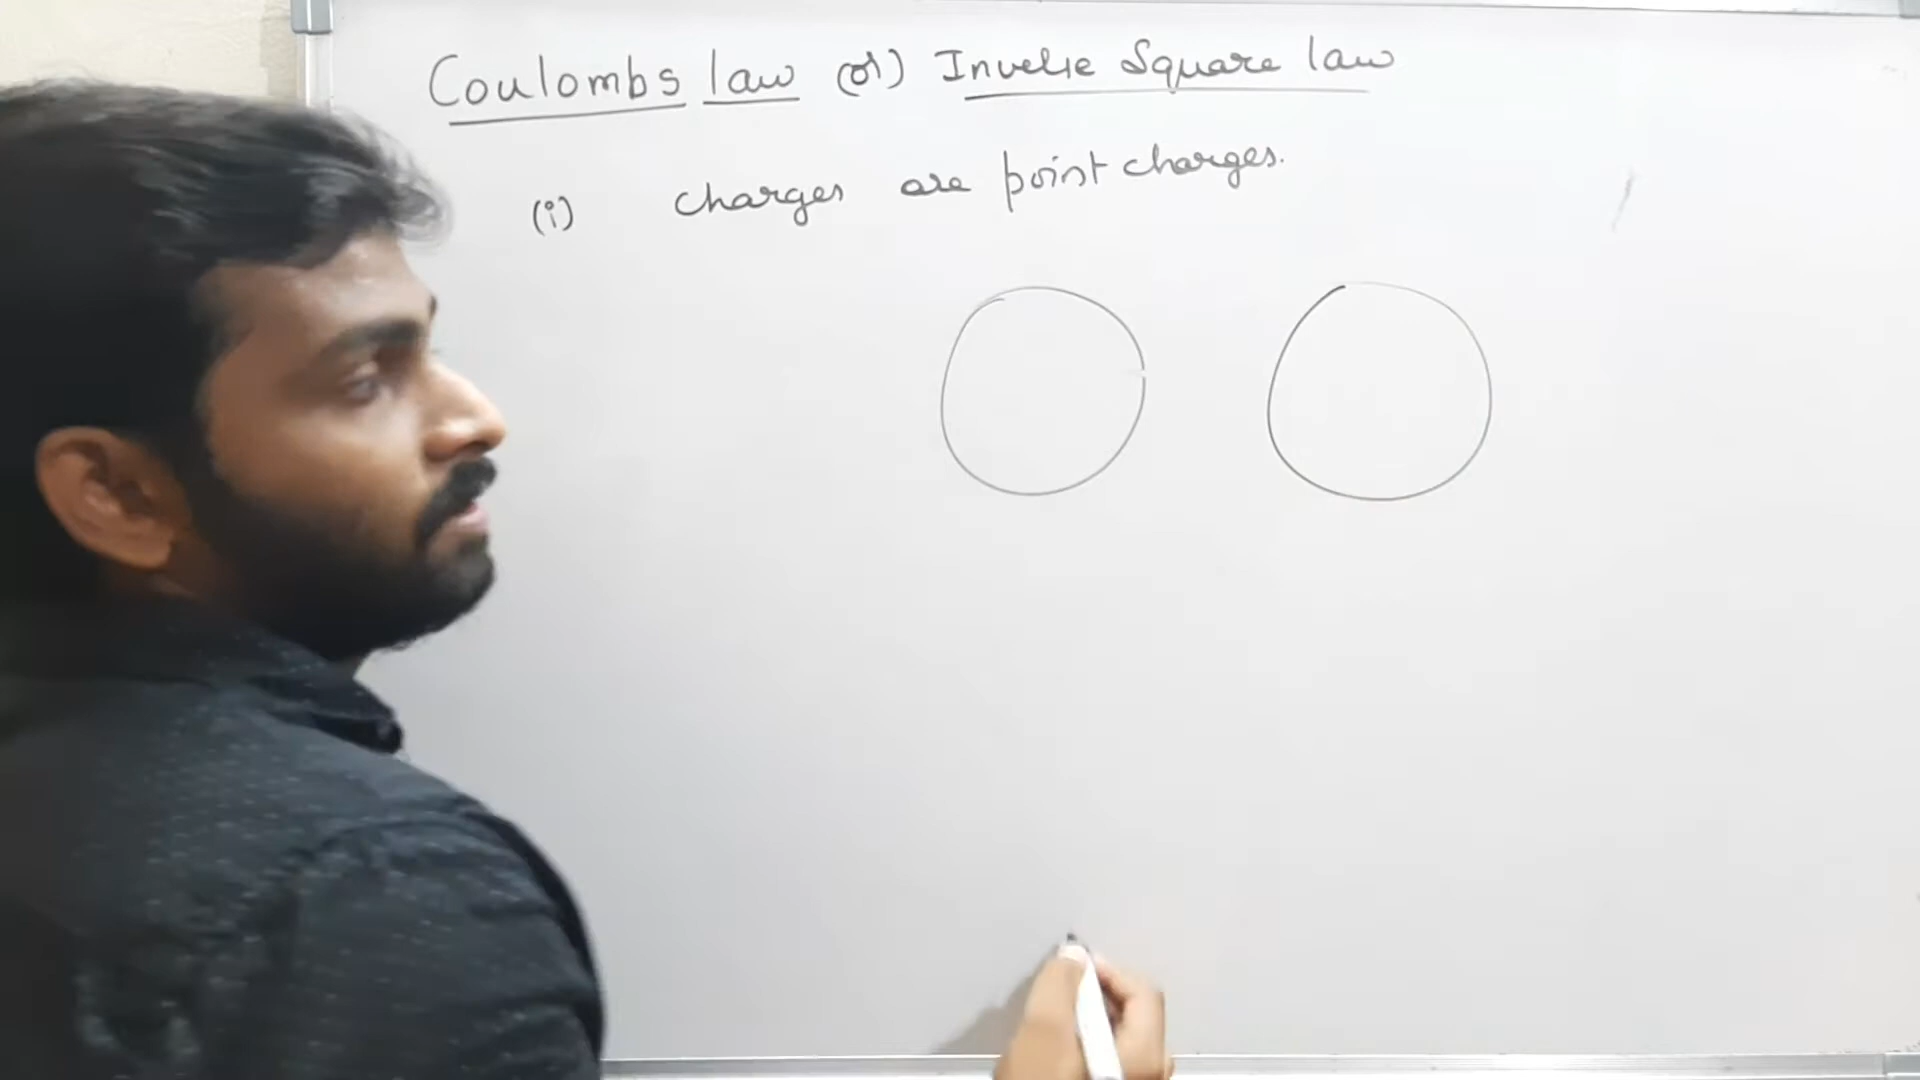 Coulombs law (or) Inverse Square law
(i) charges are point charges.